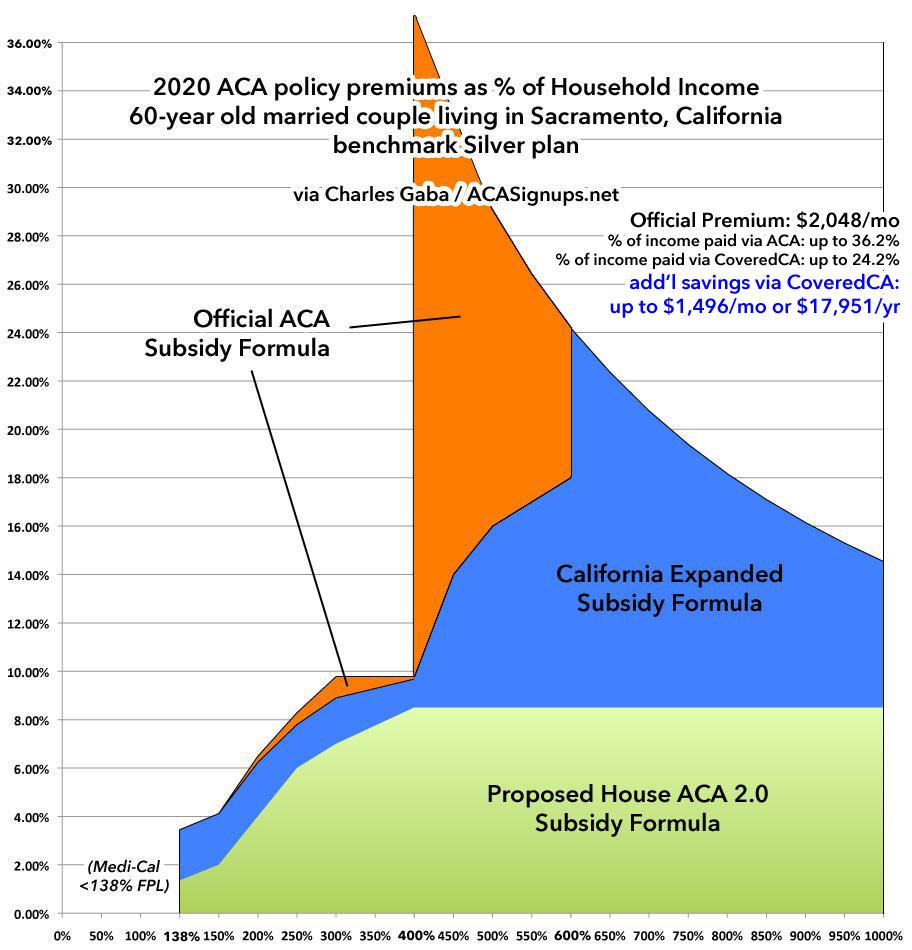 36.00%
34.00%
32.00%
30.00%
28.00%
26.00%
24.00%
22.00%
20.00%
18.00%
16.00%
14.00%
12.00%
10.00%
8.00%
6.00%
4.00%
2.00%
0.00%
2020 ACA policy premiums as % of Household Income
60-year old married couple living in Sacramento, California
benchmark Silver plan
via Charles Gaba / ACASignups.net
Official Premium: $2,048/mo
% of income paid via ACA: up to 36.2%
% of income paid via CoveredCA: up to 24.2%
add'l savings via CoveredCA:
up to $1,496/mo or $17,951/yr
Official ACA
Subsidy Formula
California Expanded
Subsidy Formula
Proposed House ACA 2.0
Subsidy Formula
(Medi-Cal
<138% FPL)
0% 50% 100% 138% 150% 200% 250% 300% 350% 400% 450% 500% 550% 600% 650% 700% 750% 800% 850% 900% 950% 1000%